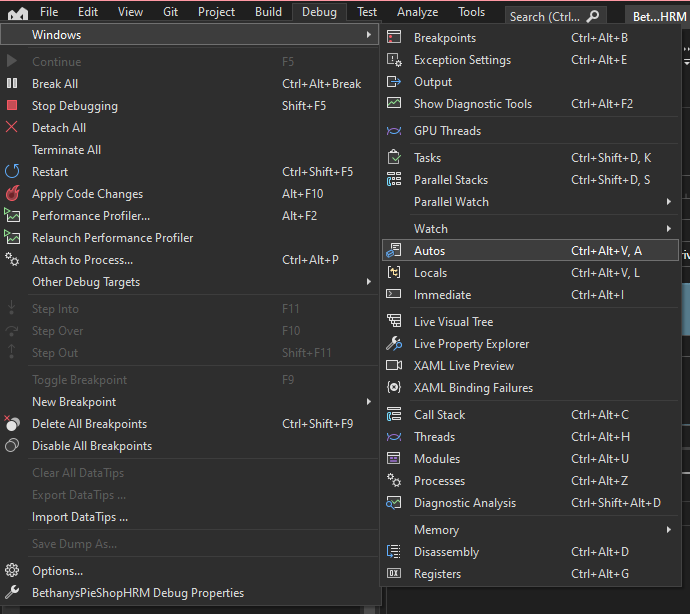 File Edit View Git Project Build Debug Test Analyze Tools Search (Ctrl... Bet...HRM
Windows
Continue F5
Break All Ctrl+Alt+Break
Stop Debugging Shift+F5
Detach All
Terminate All
Restart Ctrl+Shift+F5
Apply Code Changes Alt+F10
Performance Profiler... Alt+F2
Relaunch Performance Profiler
Attach to Process... Ctrl+Alt+P
Other Debug Targets
Step Into F11
Step Over F10
Step Out Shift+F11
Toggle Breakpoint F9
New Breakpoint
Delete All Breakpoints Ctrl+Shift+F9
Disable All Breakpoints
Clear All DataTips
Export DataTips ...
Import DataTips ...
Save Dump As...
Options...
BethanysPieShopHRM Debug Properties
Breakpoints Ctrl+Alt+B
Exception Settings Ctrl+Alt+E
Output
Show Diagnostic Tools Ctrl+Alt+F2
GPU Threads
Tasks Ctrl+Shift+D, K
Parallel Stacks Ctrl+Shift+D, S
Parallel Watch
Watch
Autos Ctrl+Alt+V, A
Locals Ctrl+Alt+V, L
Immediate Ctrl+Alt+I
Live Visual Tree
Live Property Explorer
XAML Live Preview
XAML Binding Failures
Call Stack Ctrl+Alt+C
Threads Ctrl+Alt+H
Modules Ctrl+Alt+U
Processes Ctrl+Alt+Z
Diagnostic Analysis Ctrl+Shift+Alt+D
Memory
Disassembly Ctrl+Alt+D
Registers Ctrl+Alt+G